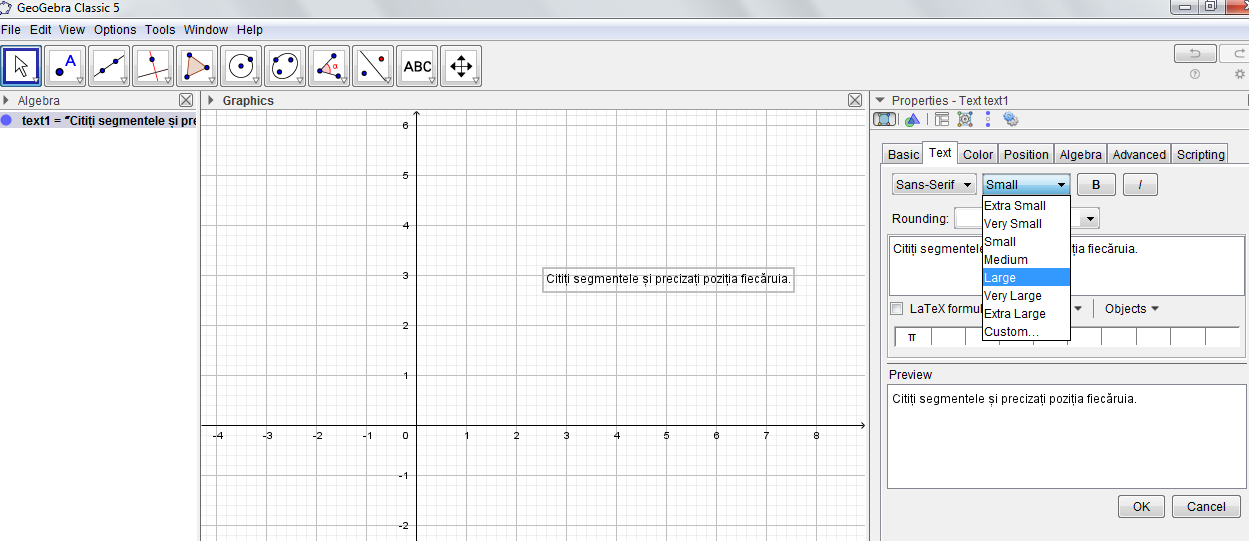 GeoGebra Classic 5
File Edit View Options Tools Window Help
A α ABC
Algebra
Graphics
Properties - Text text1
text1 = "Citiți segmentele și pre
Basic Text Color Position Algebra Advanced Scripting
Sans-Serif Small B I
Extra Small
Very Small
Small
Medium
Large
Very Large
Extra Large
Custom...
Rounding:
Citiți segmentele ția fiecăruia.
LaTeX formul Objects
π
Preview
Citiți segmentele și precizați poziția fiecăruia.
OK Cancel
6
5
4
3
2
1
-4 -3 -2 -1 0 1 2 3 4 5 6 7 8
-1
-2
Citiți segmentele și precizați poziția fiecăruia.